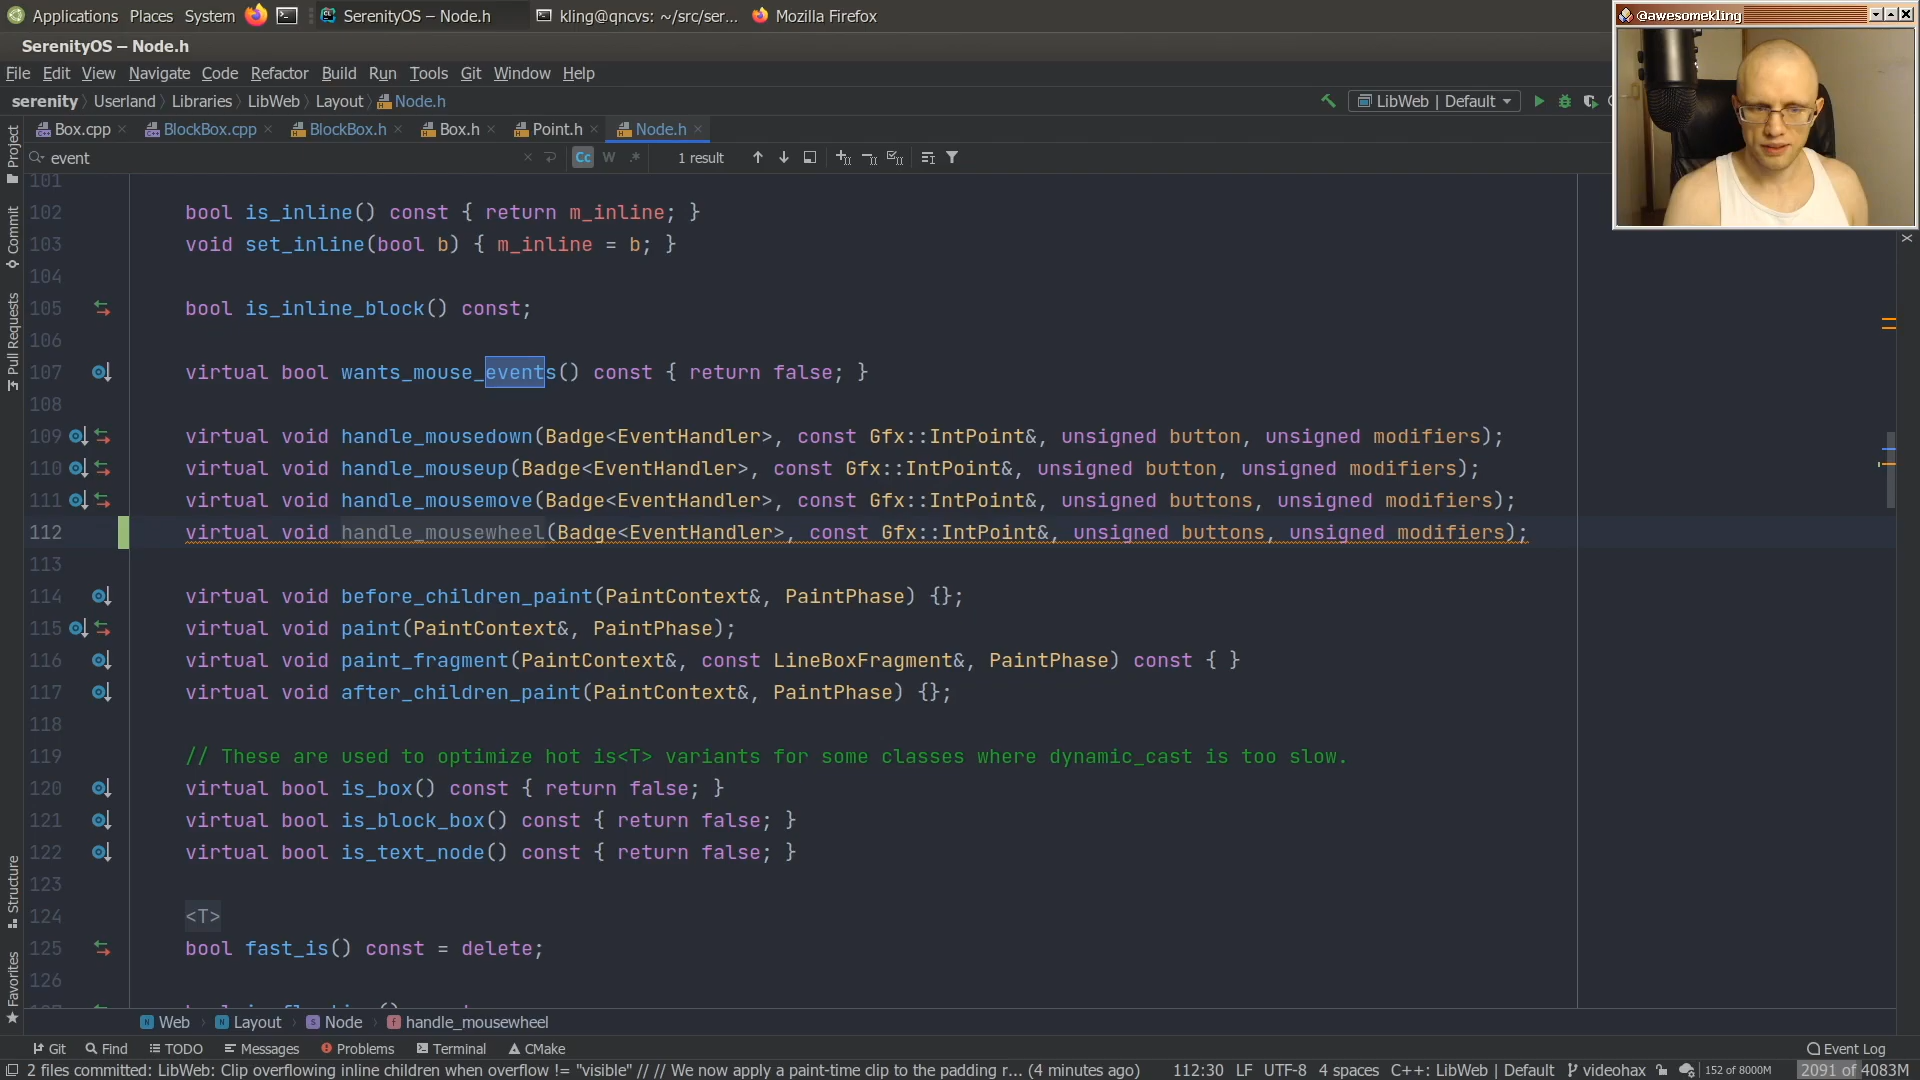 Applications Places System SerenityOS – Node.h kling@qncvs: ~/src/ser... Mozilla Firefox
@awesomekling
SerenityOS – Node.h
File Edit View Navigate Code Refactor Build Run Tools Git Window Help
serenity Userland Libraries LibWeb Layout Node.h LibWeb | Default
Box.cpp BlockBox.cpp BlockBox.h Box.h Point.h Node.h
event Cc W .* 1 result
Project
Commit
Pull Requests
Structure
Favorites
101
102 bool is_inline() const { return m_inline; }
103 void set_inline(bool b) { m_inline = b; }
104
105 bool is_inline_block() const;
106
107 virtual bool wants_mouse_events() const { return false; }
108
109 virtual void handle_mousedown(Badge<EventHandler>, const Gfx::IntPoint&, unsigned button, unsigned modifiers);
110 virtual void handle_mouseup(Badge<EventHandler>, const Gfx::IntPoint&, unsigned button, unsigned modifiers);
111 virtual void handle_mousemove(Badge<EventHandler>, const Gfx::IntPoint&, unsigned buttons, unsigned modifiers);
112 virtual void handle_mousewheel(Badge<EventHandler>, const Gfx::IntPoint&, unsigned buttons, unsigned modifiers);
113
114 virtual void before_children_paint(PaintContext&, PaintPhase) {};
115 virtual void paint(PaintContext&, PaintPhase);
116 virtual void paint_fragment(PaintContext&, const LineBoxFragment&, PaintPhase) const { }
117 virtual void after_children_paint(PaintContext&, PaintPhase) {};
118
119 // These are used to optimize hot is<T> variants for some classes where dynamic_cast is too slow.
120 virtual bool is_box() const { return false; }
121 virtual bool is_block_box() const { return false; }
122 virtual bool is_text_node() const { return false; }
123
124 <T>
125 bool fast_is() const = delete;
126
Web Layout Node handle_mousewheel
Git Find TODO Messages Problems Terminal CMake Event Log
2 files committed: LibWeb: Clip overflowing inline children when overflow != "visible" // // We now apply a paint-time clip to the padding r... (4 minutes ago) 112:30 LF UTF-8 4 spaces C++: LibWeb | Default videohax 152 of 8000M 2091 of 4083M